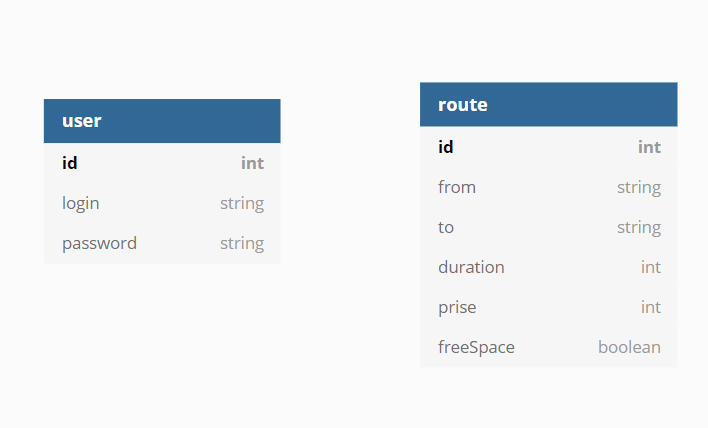 user
id int
login string
password string
route
id int
from string
to string
duration int
prise int
freeSpace boolean